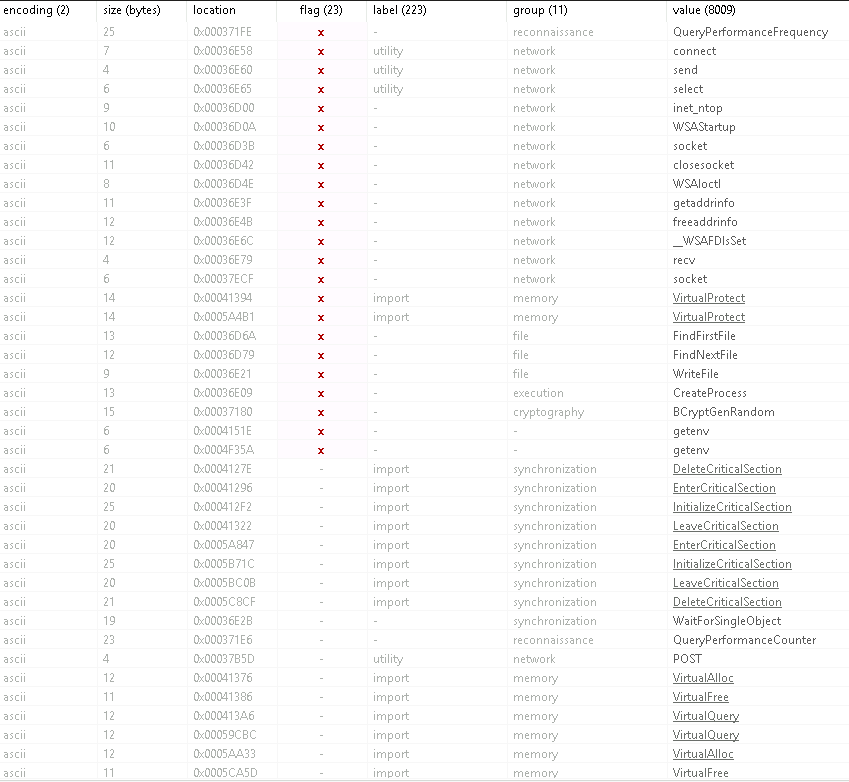 encoding (2) size (bytes) location flag (23) label (223) group (11) value (8009)
ascii 25 0x000371FE x - reconnaissance QueryPerformanceFrequency
ascii 7 0x00036E58 x utility network connect
ascii 4 0x00036E60 x utility network send
ascii 6 0x00036E65 x utility network select
ascii 9 0x00036D00 x - network inet_ntop
ascii 10 0x00036D0A x - network WSAStartup
ascii 6 0x00036D3B x - network socket
ascii 11 0x00036D42 x - network closesocket
ascii 8 0x00036D4E x - network WSAIoctl
ascii 11 0x00036E3F x - network getaddrinfo
ascii 12 0x00036E4B x - network freeaddrinfo
ascii 12 0x00036E6C x - network __WSAFDIsSet
ascii 4 0x00036E79 x - network recv
ascii 6 0x00037ECF x - network socket
ascii 14 0x00041394 x import memory VirtualProtect
ascii 14 0x0005A4B1 x import memory VirtualProtect
ascii 13 0x00036D6A x - file FindFirstFile
ascii 12 0x00036D79 x - file FindNextFile
ascii 9 0x00036E21 x - file WriteFile
ascii 13 0x00036E09 x - execution CreateProcess
ascii 15 0x00037180 x - cryptography BCryptGenRandom
ascii 6 0x0004151E x - - getenv
ascii 6 0x0004F35A x - - getenv
ascii 21 0x0004127E - import synchronization DeleteCriticalSection
ascii 20 0x00041296 - import synchronization EnterCriticalSection
ascii 25 0x000412F2 - import synchronization InitializeCriticalSection
ascii 20 0x00041322 - import synchronization LeaveCriticalSection
ascii 20 0x0005A847 - import synchronization EnterCriticalSection
ascii 25 0x0005B71C - import synchronization InitializeCriticalSection
ascii 20 0x0005BC0B - import synchronization LeaveCriticalSection
ascii 21 0x0005C8CF - import synchronization DeleteCriticalSection
ascii 19 0x00036E2B - - synchronization WaitForSingleObject
ascii 23 0x000371E6 - - reconnaissance QueryPerformanceCounter
ascii 4 0x00037B5D - utility network POST
ascii 12 0x00041376 - import memory VirtualAlloc
ascii 11 0x00041386 - import memory VirtualFree
ascii 12 0x000413A6 - import memory VirtualQuery
ascii 12 0x00059CBC - import memory VirtualQuery
ascii 12 0x0005AA33 - import memory VirtualAlloc
ascii 11 0x0005CA5D - import memory VirtualFree